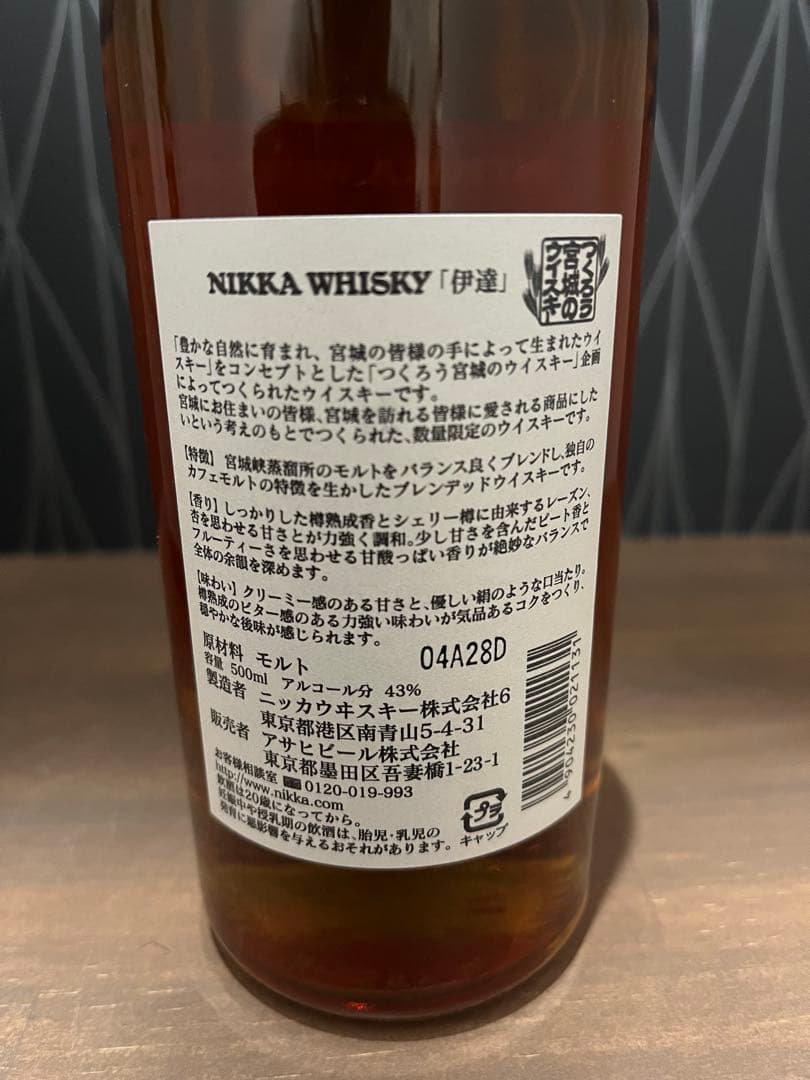 NIKKA WHISKY「伊達」
つくろう
宮城の
ウイスキー
「豊かな自然に育まれ、宮城の皆様の手によって生まれたウイ
スキー」をコンセプトとした「つくろう宮城のウイスキー」企画
によってつくられたウイスキーです。
宮城にお住まいの皆様、宮城を訪れる皆様に愛される商品にした
いという考えのもとでつくられた、数量限定のウイスキーです。
【特徴】 宮城峡蒸溜所のモルトをバランス良くブレンドし、独自の
カフェモルトの特徴を生かしたブレンデッドウイスキーです。
【香り】しっかりした樽熟成香とシェリー樽に由来するレーズン、
杏を思わせる甘さとが力強く調和。少し甘さを含んだピート香と
フルーティーさを思わせる甘酸っぱい香りが絶妙なバランスで
全体の余韻を深めます。
【味わい】クリーミー感のある甘さと、優しい絹のような口当たり。
樽熟成のビター感のある力強い味わいが気品あるコクをつくり、
穏やかな後味が感じられます。
原材料 モルト
04A28D
容量 500ml アルコール分 43%
製造者 ニッカウヰスキー株式会社6
東京都港区南青山5-4-31
販売者 アサヒビール株式会社
東京都墨田区吾妻橋1-23-1
お客様相談室 0120-019-993
http://www.nikka.com
飲酒は20歳になってから。
妊娠中や授乳期の飲酒は、胎児・乳児の
発育に悪影響を与えるおそれがあります。
プラ
キャップ
4 904230 021131